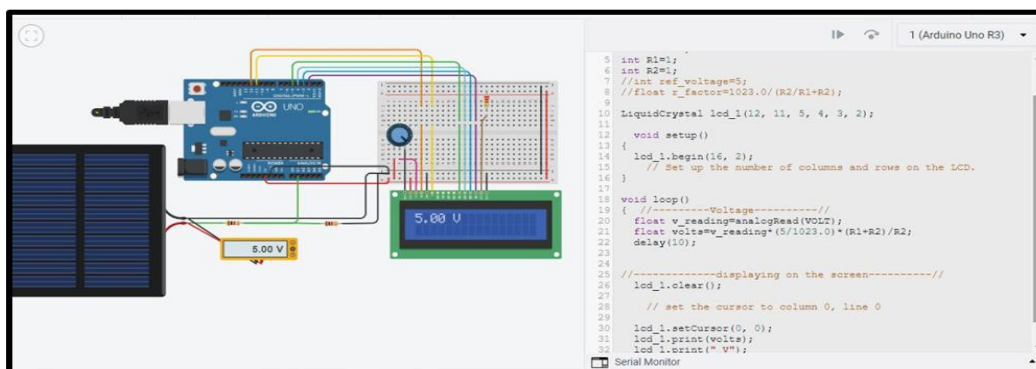 1 (Arduino Uno R3)
UNO
ARDUINO
5.00 V
5.00 V
5 int R1=1;
6 int R2=1;
7 //int ref_voltage=5;
8 //float r_factor=1023.0/(R2/R1+R2);
9
10 LiquidCrystal lcd_1(12, 11, 5, 4, 3, 2);
11
12 void setup()
13 {
14 lcd_1.begin(16, 2);
15 // Set up the number of columns and rows on the LCD.
16 }
17
18 void loop()
19 { //---------Voltage----------//
20 float v_reading=analogRead(VOLT);
21 float volts=v_reading*(5/1023.0)*(R1+R2)/R2;
22 delay(10);
23
24
25 //-------------displaying on the screen----------//
26 lcd_1.clear();
27
28 // set the cursor to column 0, line 0
29
30 lcd_1.setCursor(0, 0);
31 lcd_1.print(volts);
32 lcd_1.print(" V");
Serial Monitor